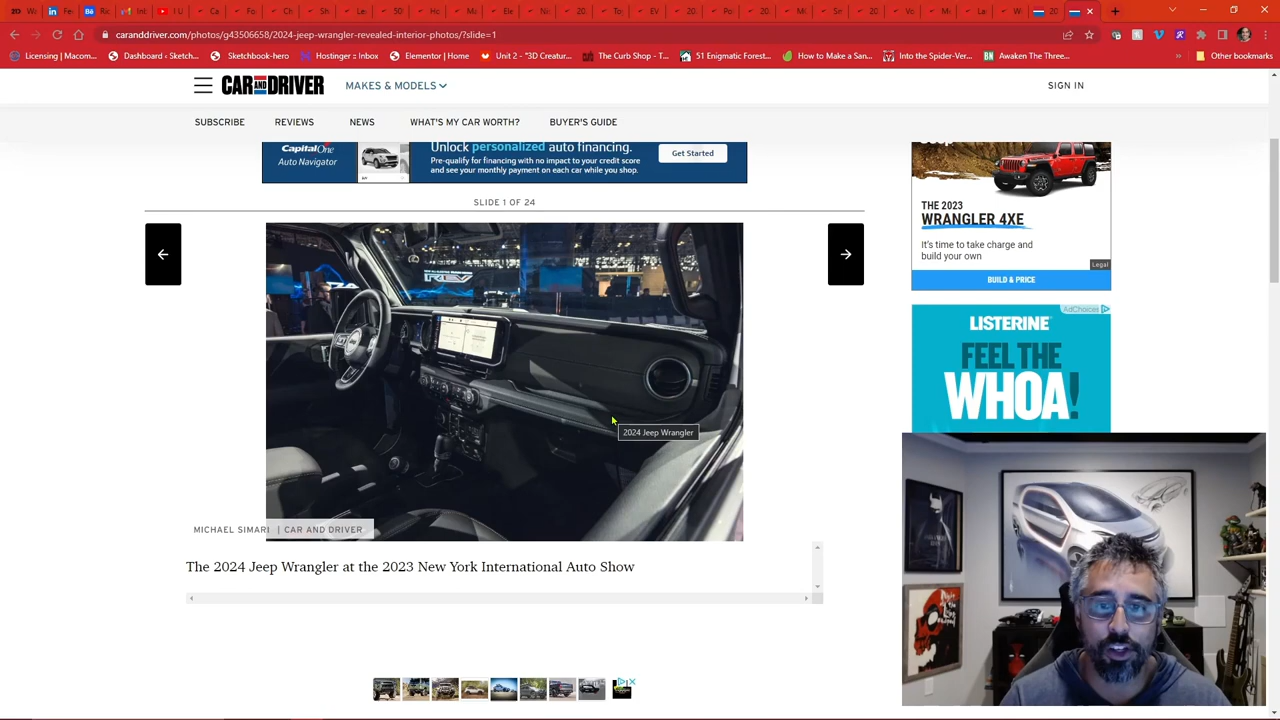 caranddriver.com/photos/g43506658/2024-jeep-wrangler-revealed-interior-photos/?slide=1
Licensing | Macom... Dashboard ‹ Sketch... Sketchbook-hero Hostinger :: Inbox Elementor | Home Unit 2 - "3D Creatur... The Curb Shop - T... 51 Enigmatic Forest... How to Make a San... Into the Spider-Ver... Awaken The Three... Other bookmarks
CAR AND DRIVER MAKES & MODELS SIGN IN
SUBSCRIBE REVIEWS NEWS WHAT'S MY CAR WORTH? BUYER'S GUIDE
Capital One
Auto Navigator
Unlock personalized auto financing.
Pre-qualify for financing with no impact to your credit score
and see your monthly payment on each car while you shop.
Get Started
SLIDE 1 OF 24
REV
2024 Jeep Wrangler
MICHAEL SIMARI | CAR AND DRIVER
The 2024 Jeep Wrangler at the 2023 New York International Auto Show
THE 2023
WRANGLER 4XE
It's time to take charge and
build your own
Legal
BUILD & PRICE
AdChoices
LISTERINE
FEEL THE
WHOA!